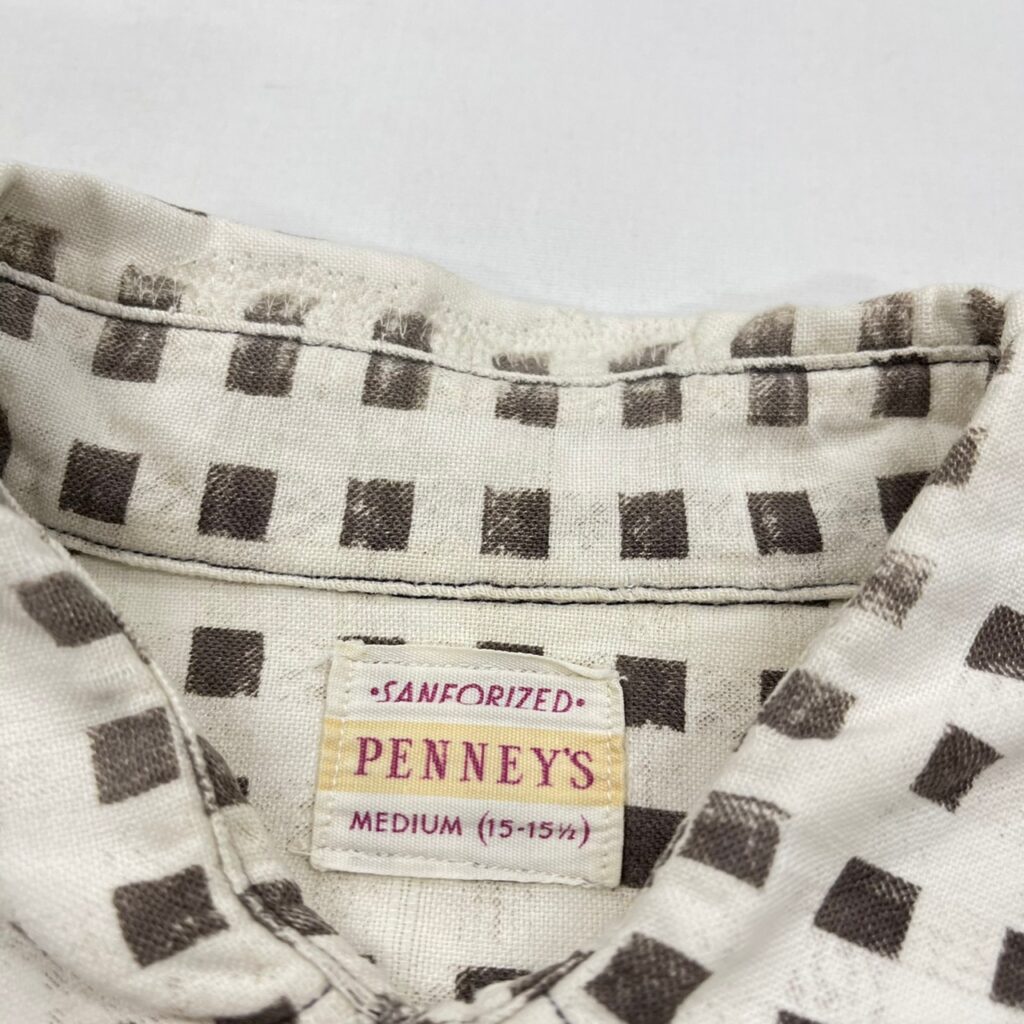 •SANFORIZED•
PENNEY'S
MEDIUM (15-15½)